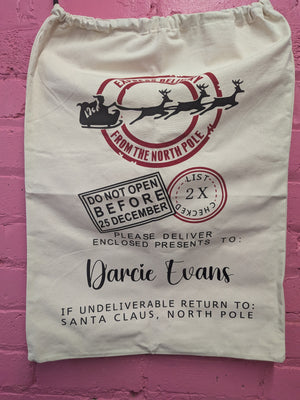 DELIVERY
FROM THE NORTH POLE
DO NOT OPEN
BEFORE
25 DECEMBER
LIST
2X
CHECKED
PLEASE DELIVER
ENCLOSED PRESENTS TO:
Darcie Evans
IF UNDELIVERABLE RETURN TO:
SANTA CLAUS, NORTH POLE